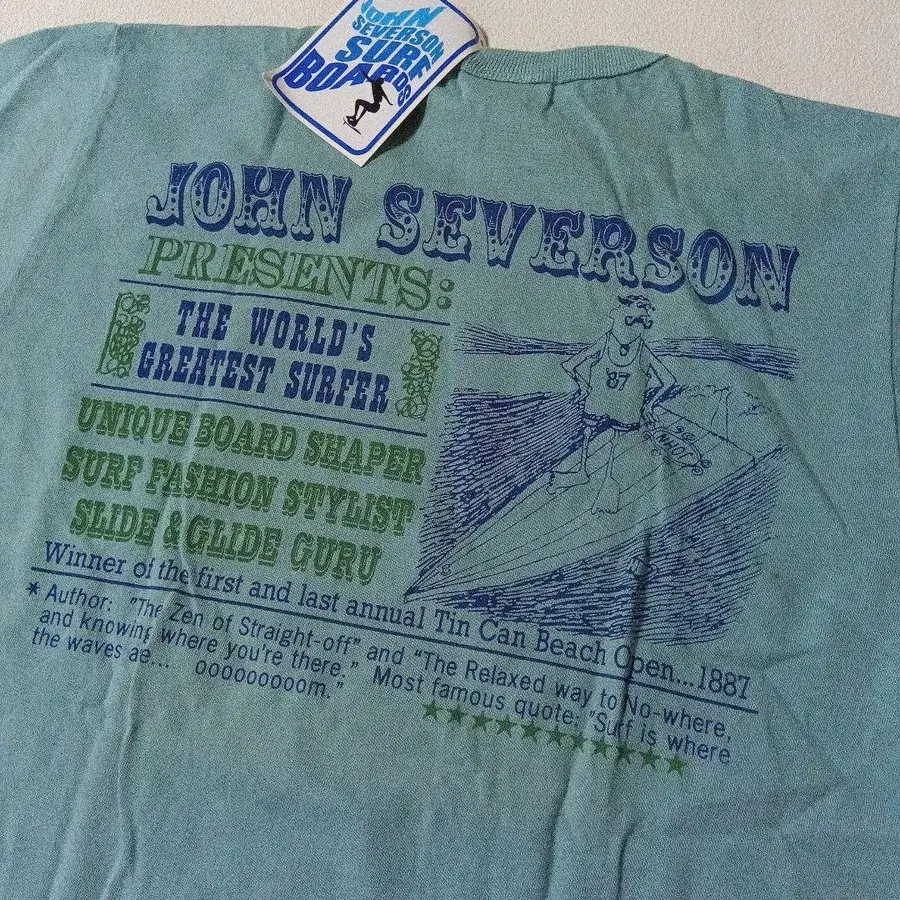 JOHN
SEVERSON
SURF
BOARDS
JOHN SEVERSON
PRESENTS:
THE WORLD'S
GREATEST SURFER
87
UNIQUE BOARD SHAPER
SURF FASHION STYLIST
SLIDE & GLIDE GURU
Winner of the first and last annual Tin Can Beach Open...1887
* Author: "The Zen of Straight-off" and "The Relaxed way to No-where,
and knowing where you're there," Most famous quote: "Surf is where
the waves ae... ooooooooom."